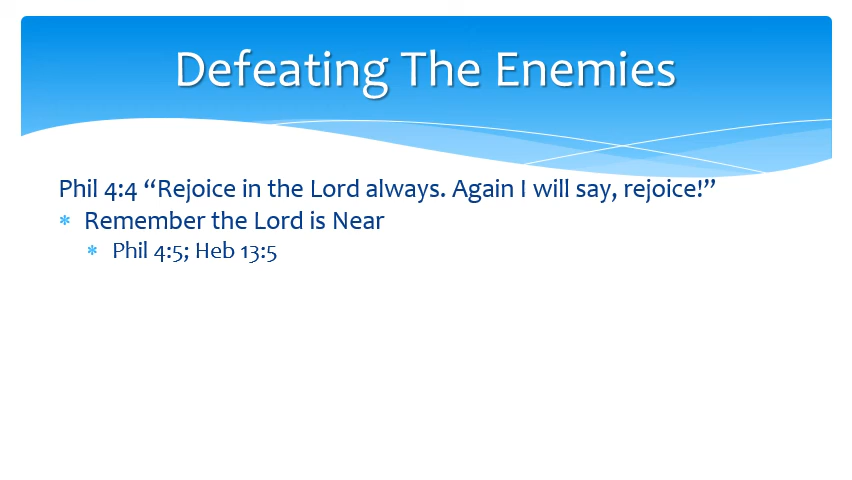 Defeating The Enemies
Phil 4:4 “Rejoice in the Lord always. Again I will say, rejoice!”
Remember the Lord is Near
Phil 4:5; Heb 13:5